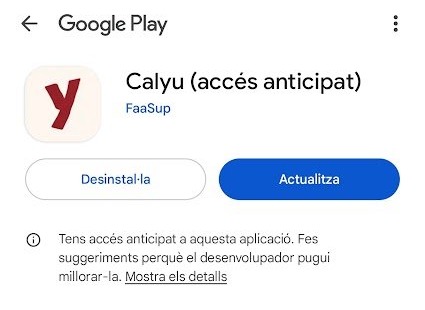 Google Play
y
Calyu (accés anticipat)
FaaSup
Desinstal·la
Actualitza
Tens accés anticipat a aquesta aplicació. Fes
suggeriments perquè el desenvolupador pugui
millorar-la. Mostra els detalls